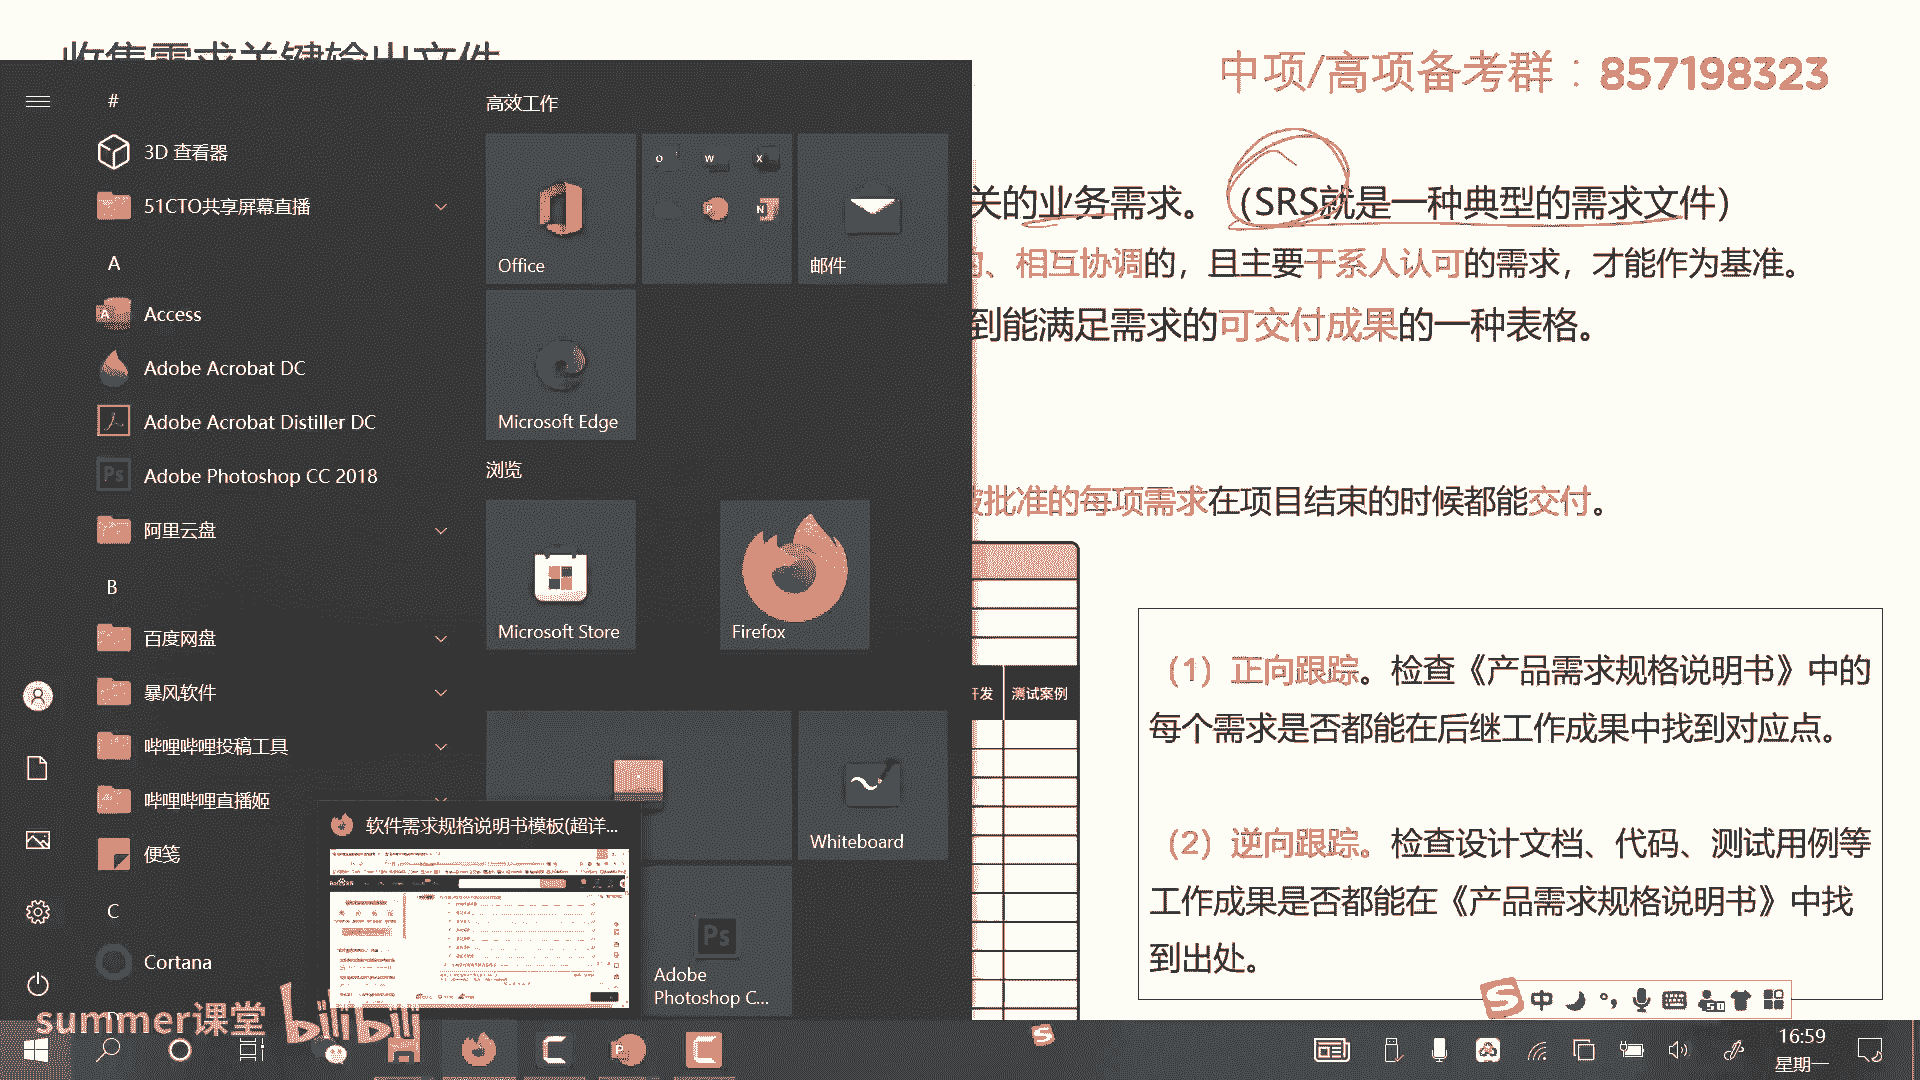 收集需求关键输出文件
中项/高项备考群：857198323
#
3D 查看器
51CTO共享屏幕直播
A
Access
Adobe Acrobat DC
Adobe Acrobat Distiller DC
Adobe Photoshop CC 2018
阿里云盘
B
百度网盘
暴风软件
哔哩哔哩投稿工具
哔哩哔哩直播姬
便笺
C
Cortana
高效工作
Office
邮件
Microsoft Edge
浏览
Microsoft Store
Firefox
Whiteboard
Adobe
Photoshop C...
软件需求规格说明书模板(超详...
关的业务需求。（SRS就是一种典型的需求文件）
、相互协调的，且主要干系人认可的需求，才能作为基准。
到能满足需求的可交付成果的一种表格。
被批准的每项需求在项目结束的时候都能交付。
开发 测试案例
（1）正向跟踪。检查《产品需求规格说明书》中的
每个需求是否都能在后继工作成果中找到对应点。
（2）逆向跟踪。检查设计文档、代码、测试用例等
工作成果是否都能在《产品需求规格说明书》中找
到出处。
中
summer课堂 bilibili
16:59
星期一